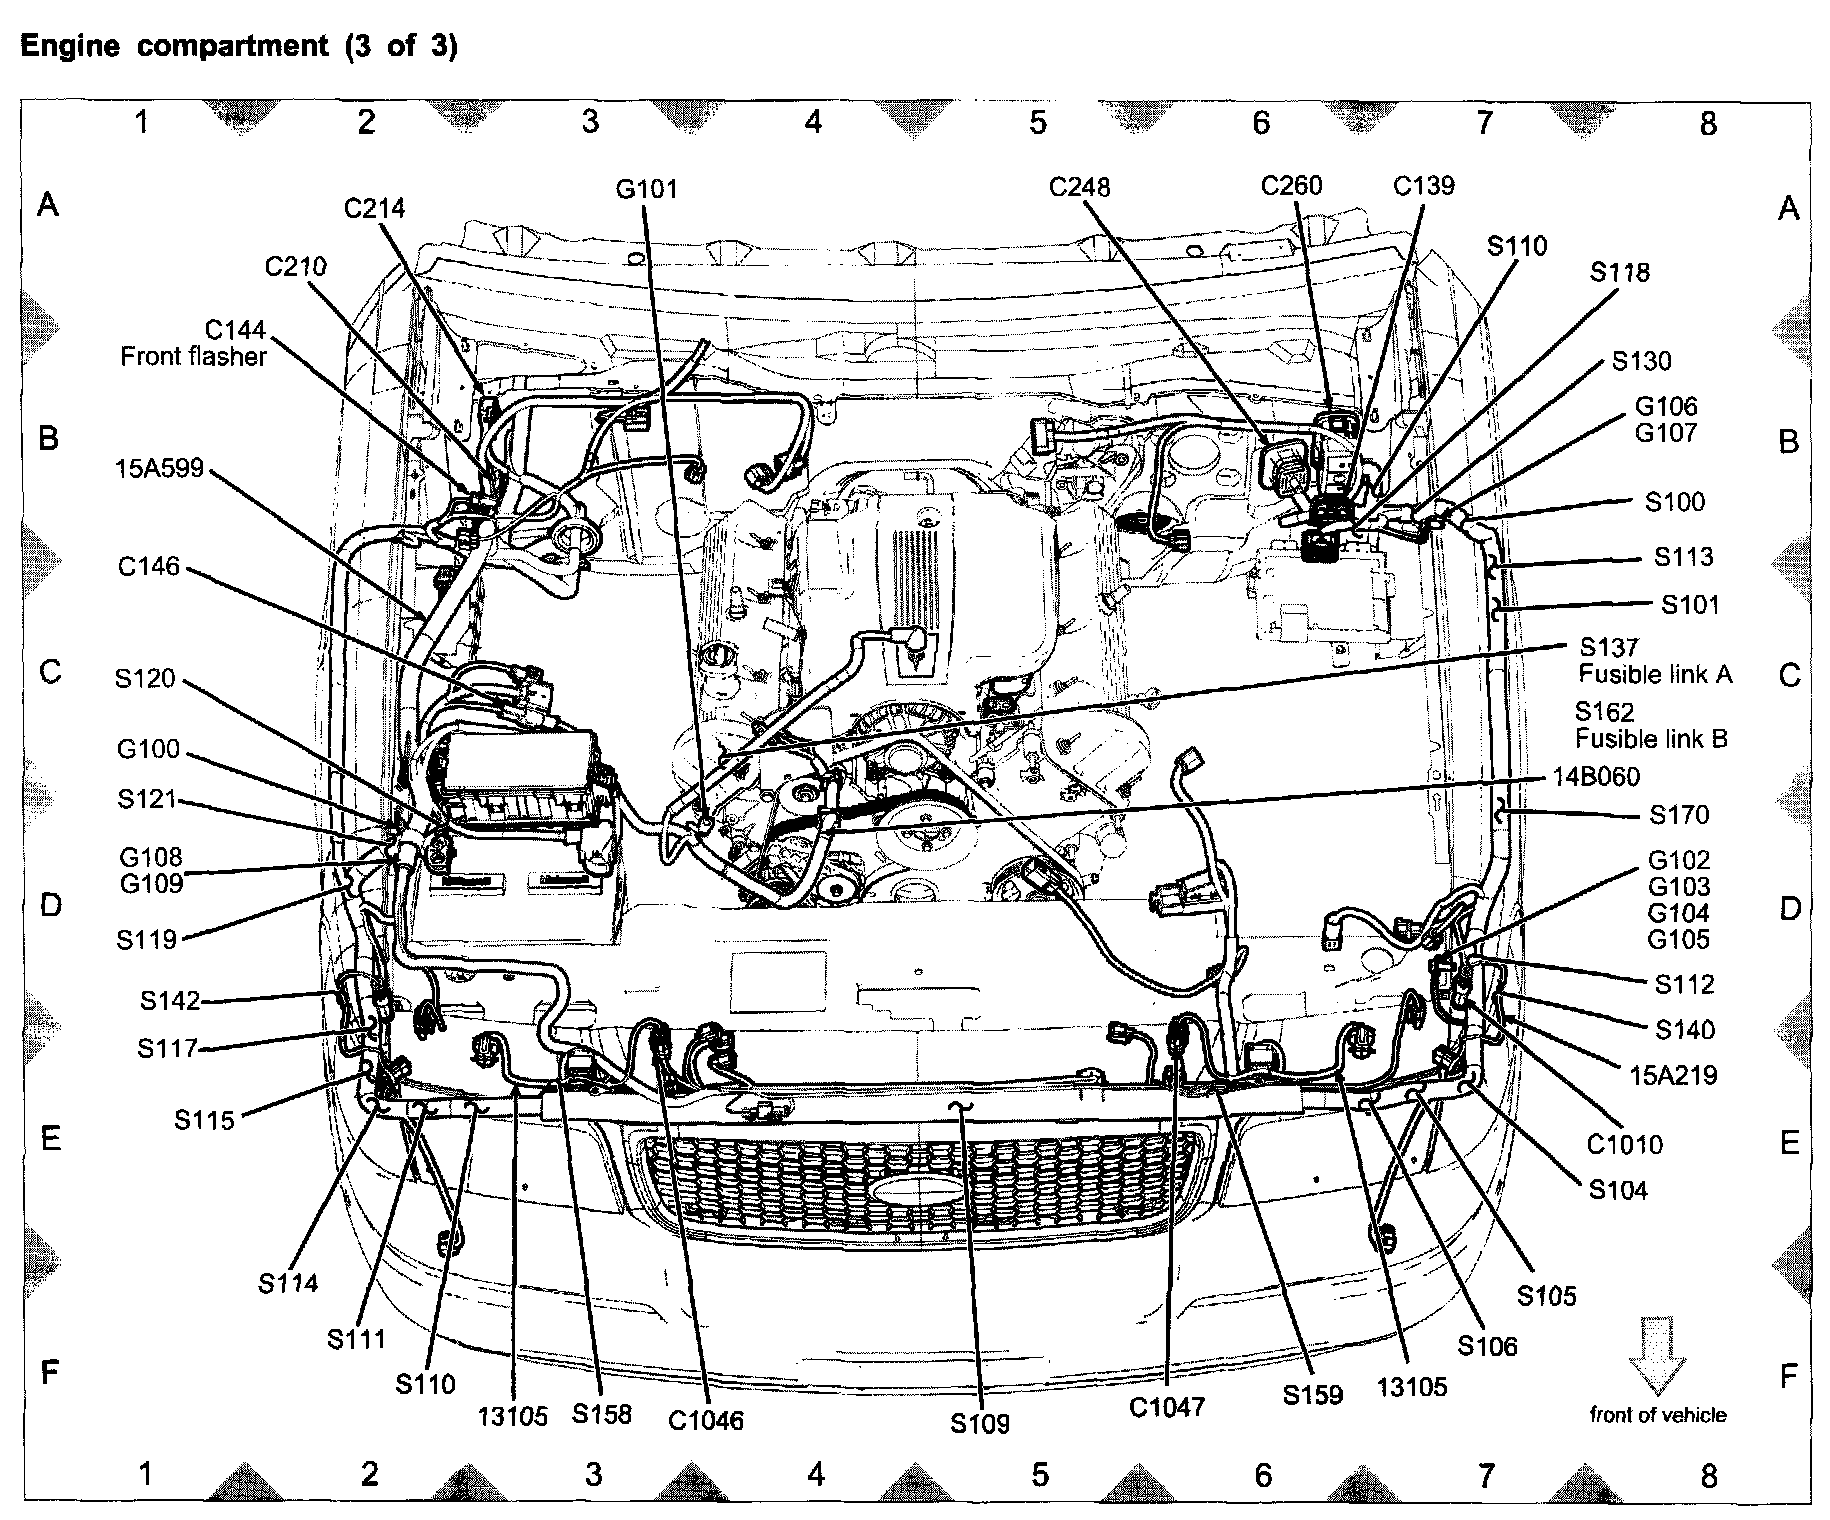 Engine compartment (3 of 3)
1 2 3 4 5 6 7 8
A A
G101
C248
C260
C139
C214
S110
C210
S118
C144
Front flasher
S130
G106
G107
B B
15A599
S100
C146
S113
S101
S137
Fusible link A
C C
S120
S162
Fusible link B
G100
14B060
S121
S170
G108
G109
G102
G103
G104
G105
D D
S119
S142
S112
S117
S140
15A219
S115
C1010
E E
S104
S114
S105
S111
S106
S110
13105
S158
C1046
S109
C1047
S159
13105
F F
front of vehicle
1 2 3 4 5 6 7 8